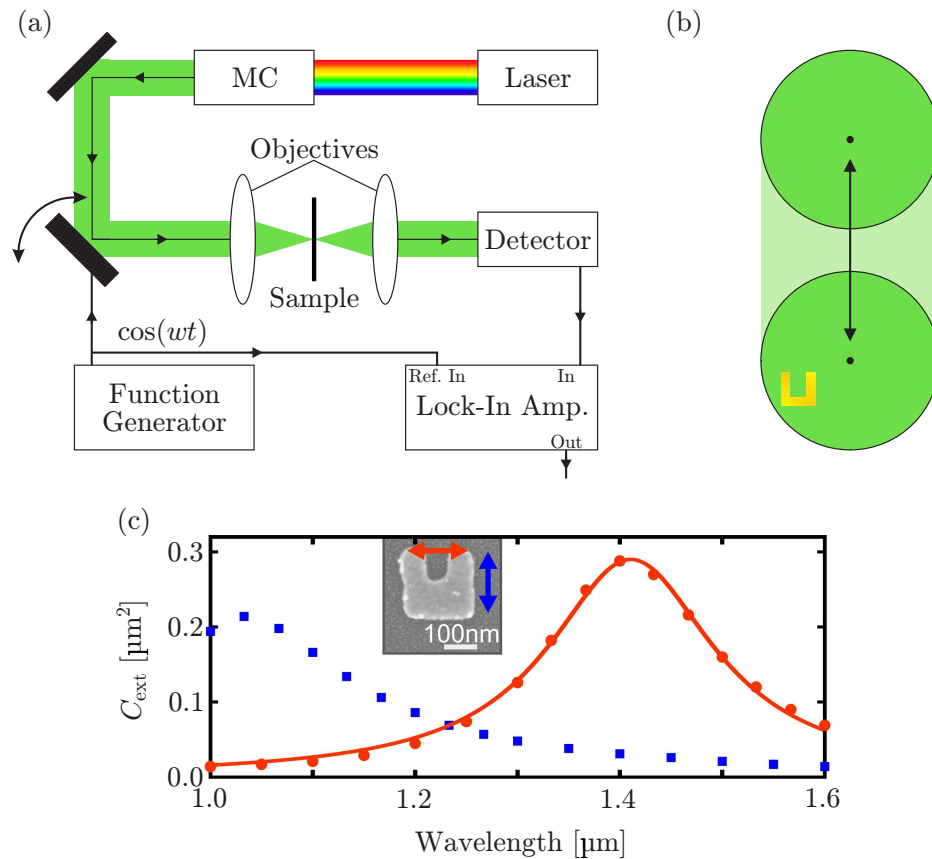 (a)
MC
Laser
Objectives
Detector
Sample
cos(wt)
Function
Generator
Ref. In
In
Lock-In Amp.
Out
(b)
(c)
0.3
0.2
0.1
0.0
C_ext [µm²]
100nm
1.0
1.2
1.4
1.6
Wavelength [µm]